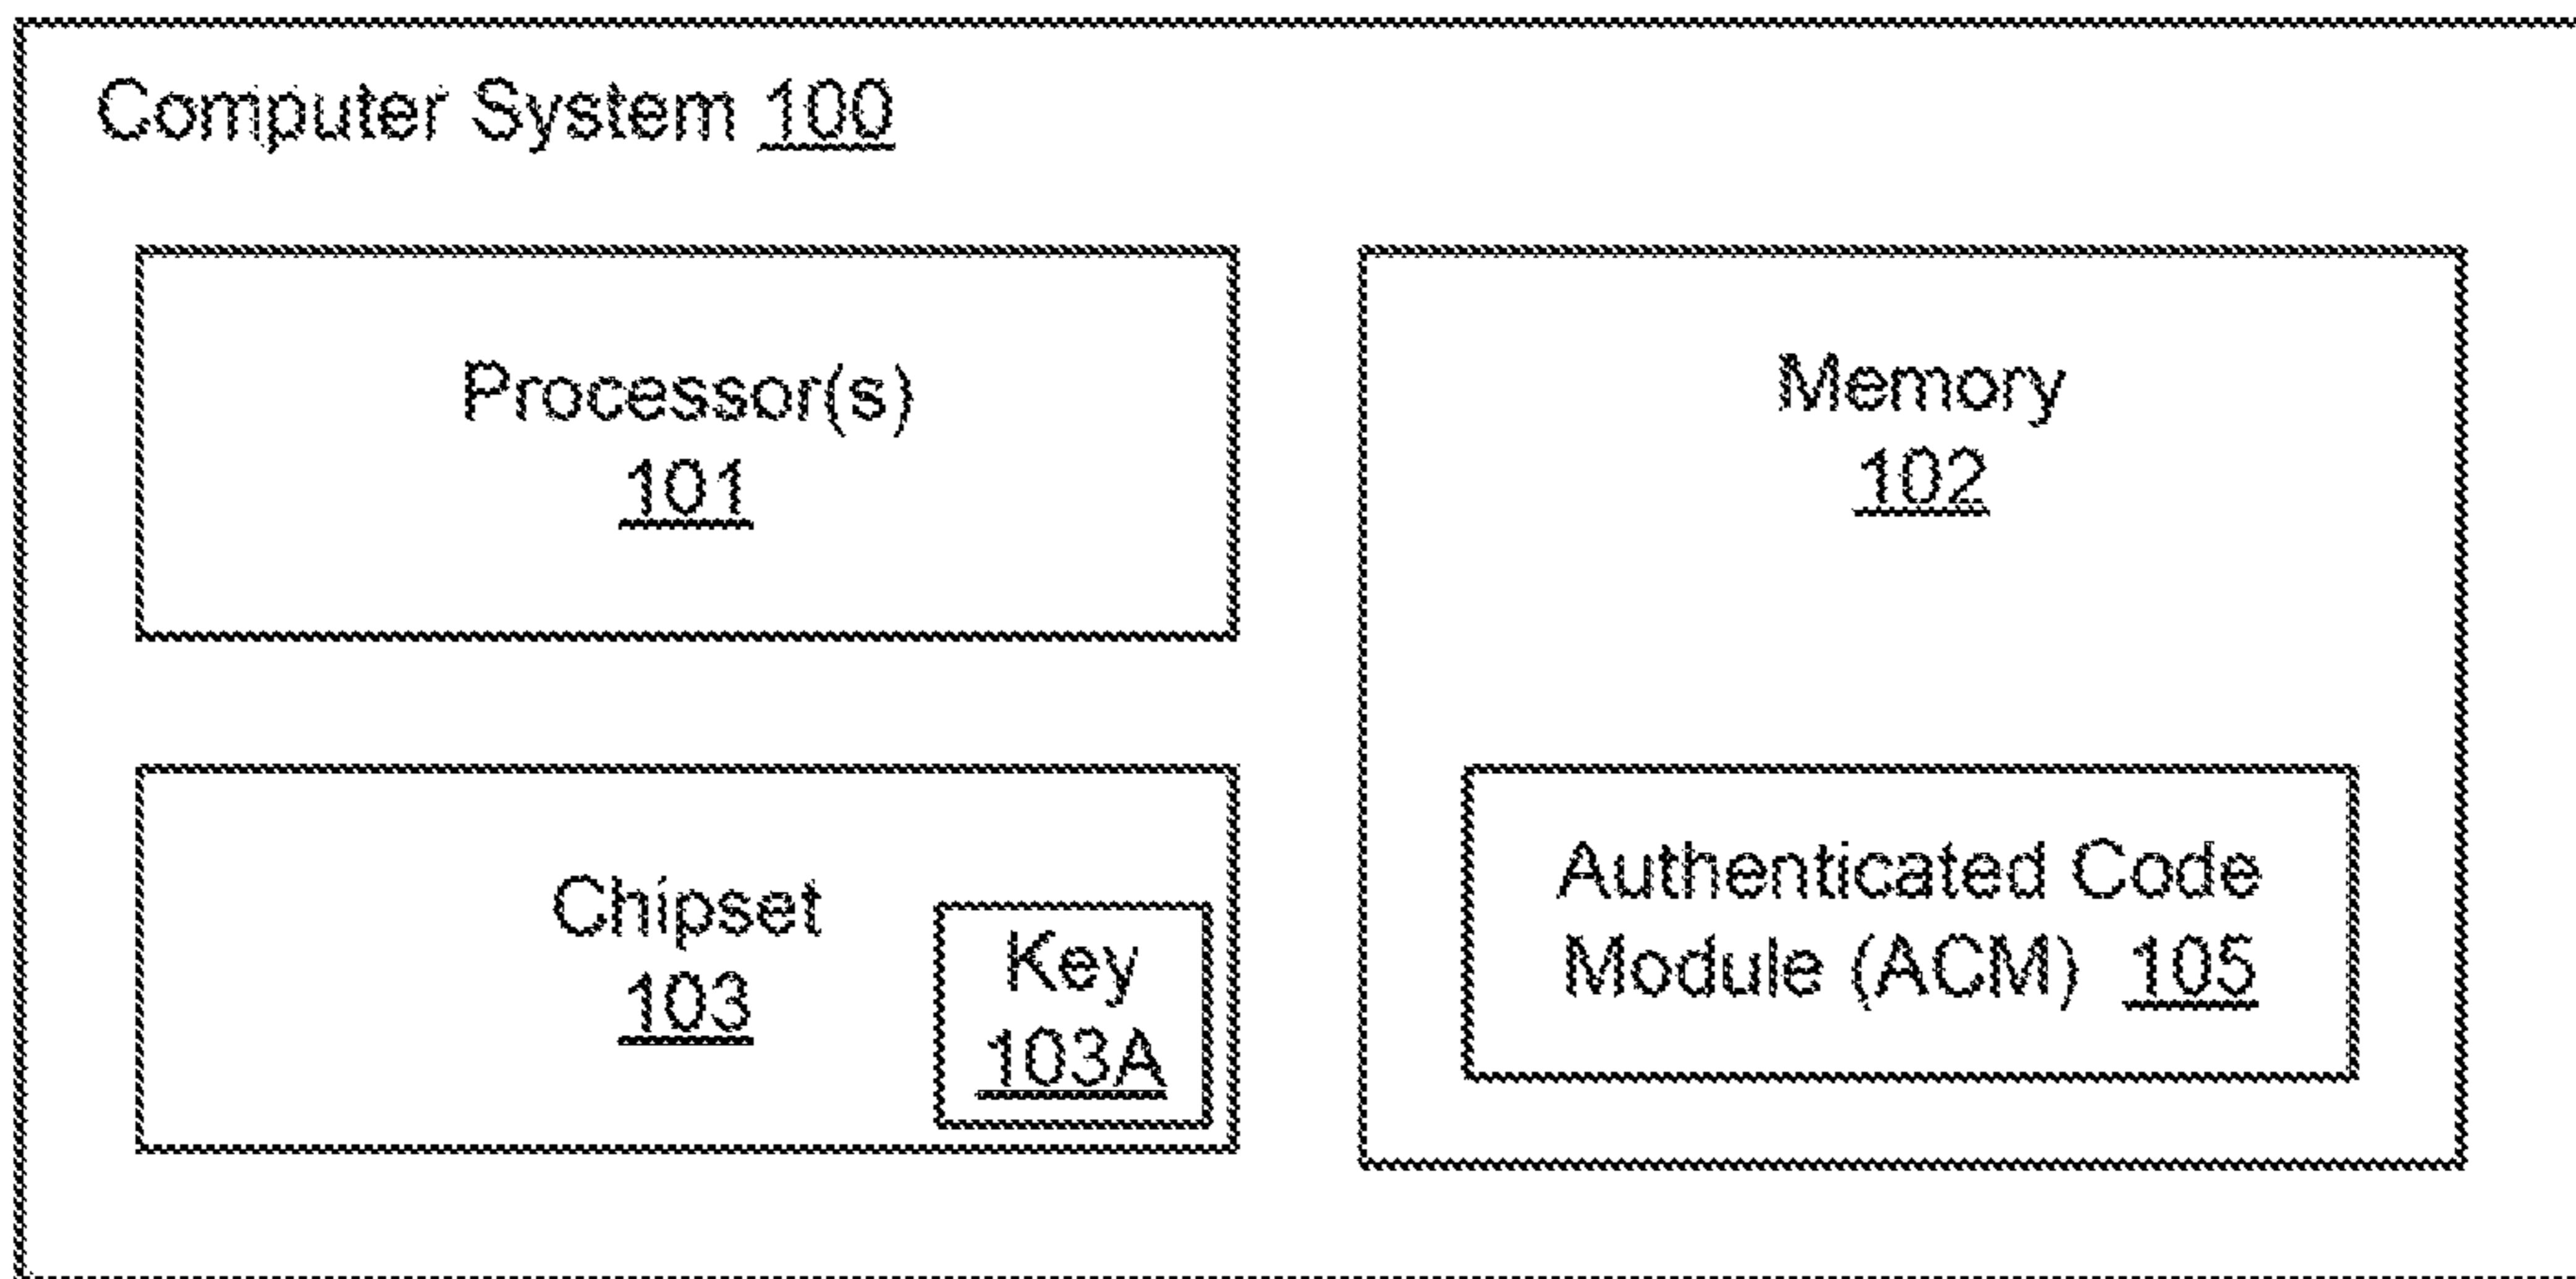 Computer System 100
Processor(s)
101
Memory
102
Chipset
103
Key
103A
Authenticated Code
Module (ACM) 105